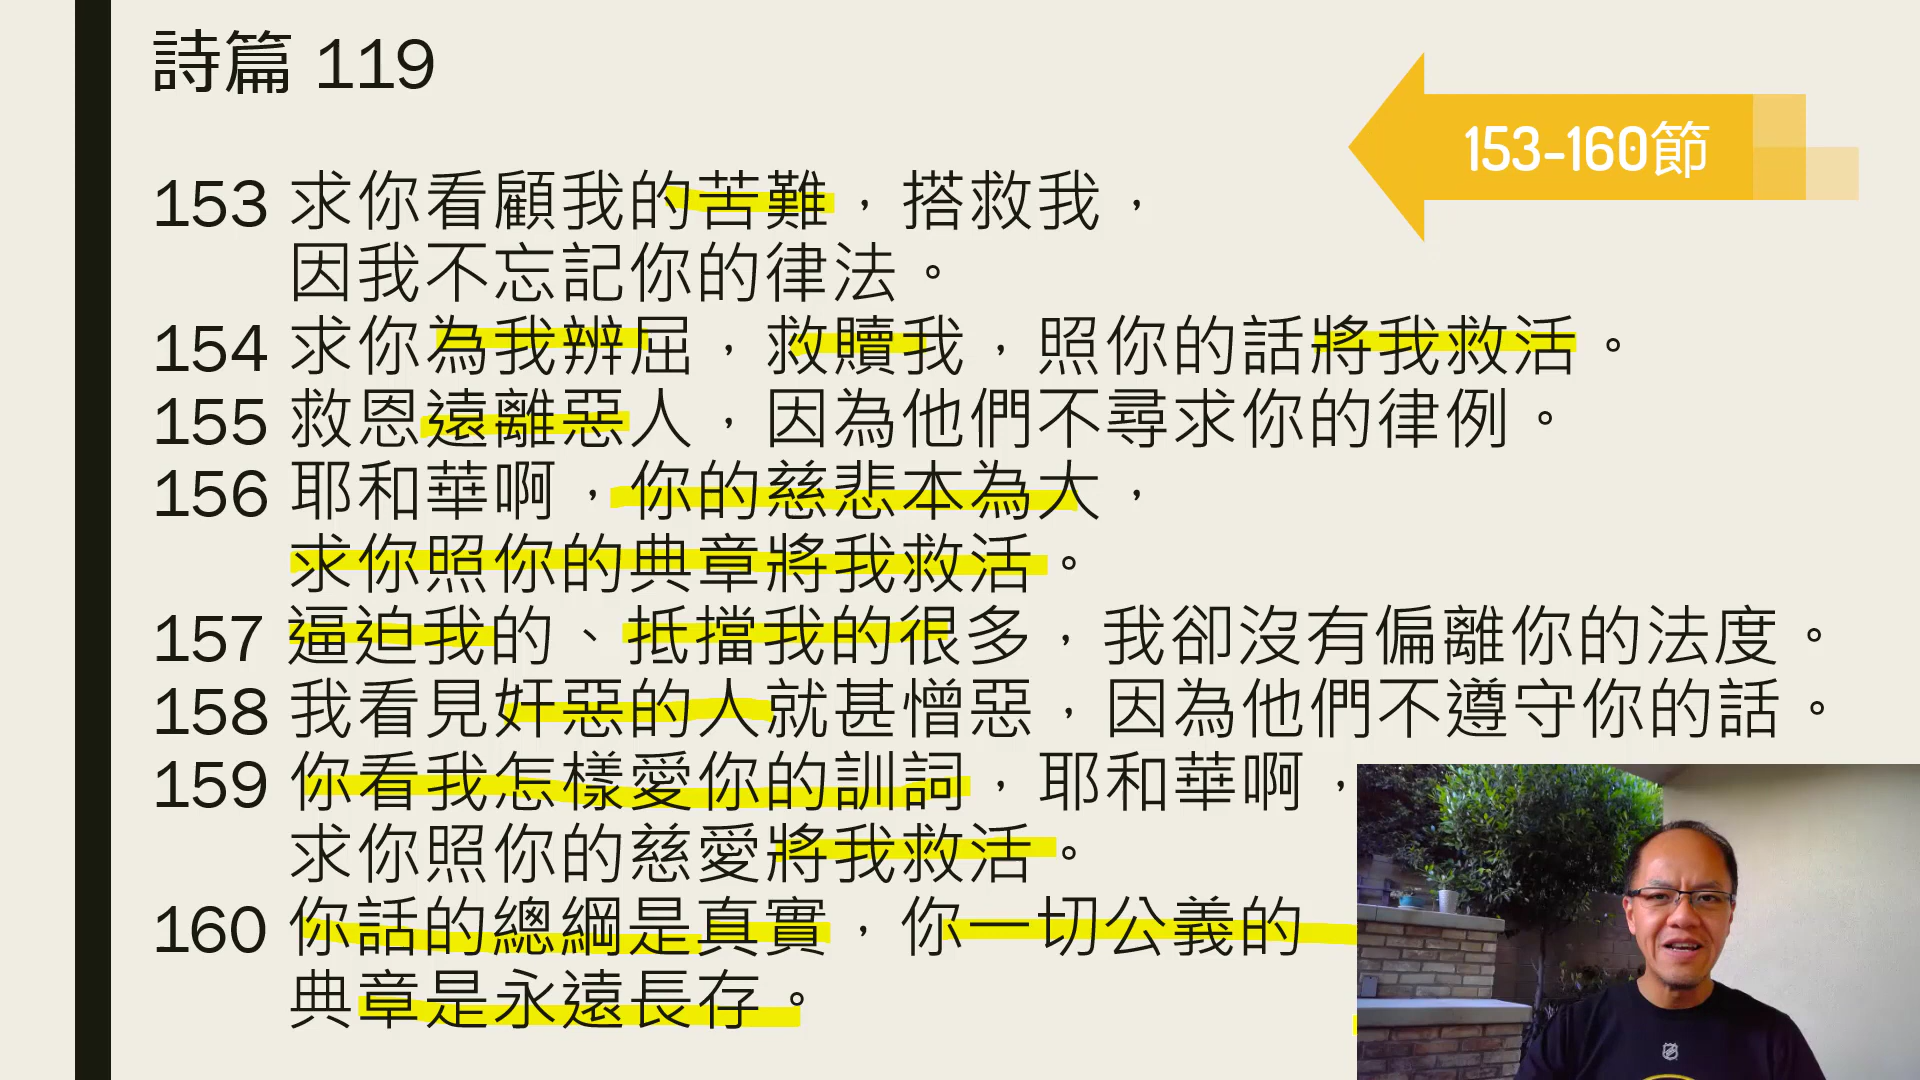 詩篇 119
153-160節
153 求你看顧我的苦難，搭救我，
因我不忘記你的律法。
154 求你為我辨屈，救贖我，照你的話將我救活。
155 救恩遠離惡人，因為他們不尋求你的律例。
156 耶和華啊，你的慈悲本為大，
求你照你的典章將我救活。
157 逼迫我的、抵擋我的很多，我卻沒有偏離你的法度。
158 我看見奸惡的人就甚憎惡，因為他們不遵守你的話。
159 你看我怎樣愛你的訓詞，耶和華啊，
求你照你的慈愛將我救活。
160 你話的總綱是真實，你一切公義的
典章是永遠長存。